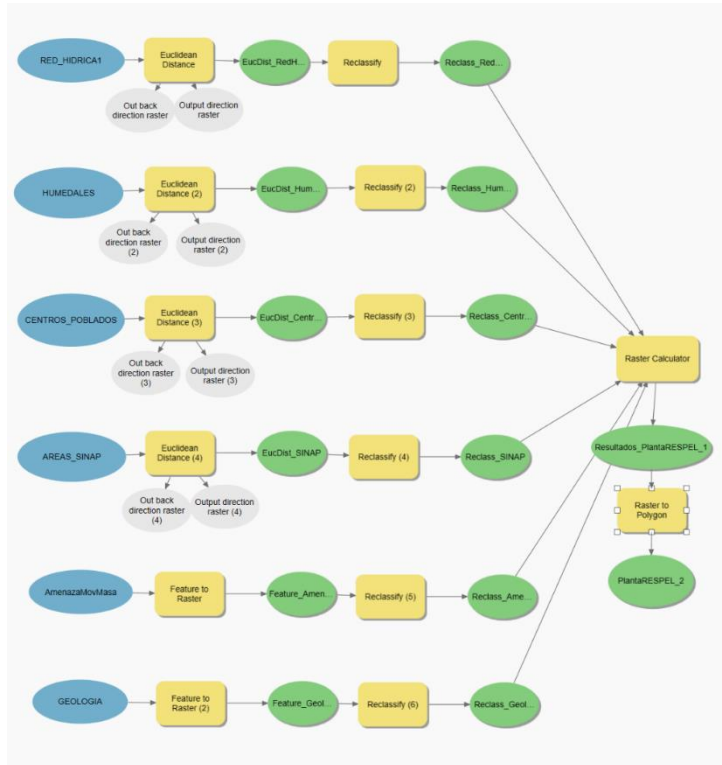 RED_HIDRICA1
Euclidean
Distance
EucDist_RedH...
Reclassify
Reclass_Red...
Out back
direction raster
Output direction
raster
HUMEDALES
Euclidean
Distance (2)
EucDist_Hum...
Reclassify (2)
Reclass_Hum...
Out back
direction raster
(2)
Output direction
raster (2)
CENTROS_POBLADOS
Euclidean
Distance (3)
EucDist_Centr...
Reclassify (3)
Reclass_Centr...
Out back
direction raster
(3)
Output direction
raster (3)
Raster Calculator
AREAS_SINAP
Euclidean
Distance (4)
EucDist_SINAP
Reclassify (4)
Reclass_SINAP
Out back
direction raster
(4)
Output direction
raster (4)
Resultados_PlantaRESPEL_1
Raster to
Polygon
PlantaRESPEL_2
AmenazaMovMasa
Feature to
Raster
Feature_Amen...
Reclassify (5)
Reclass_Ame...
GEOLOGIA
Feature to
Raster (2)
Feature_Geol...
Reclassify (6)
Reclass_Geol...